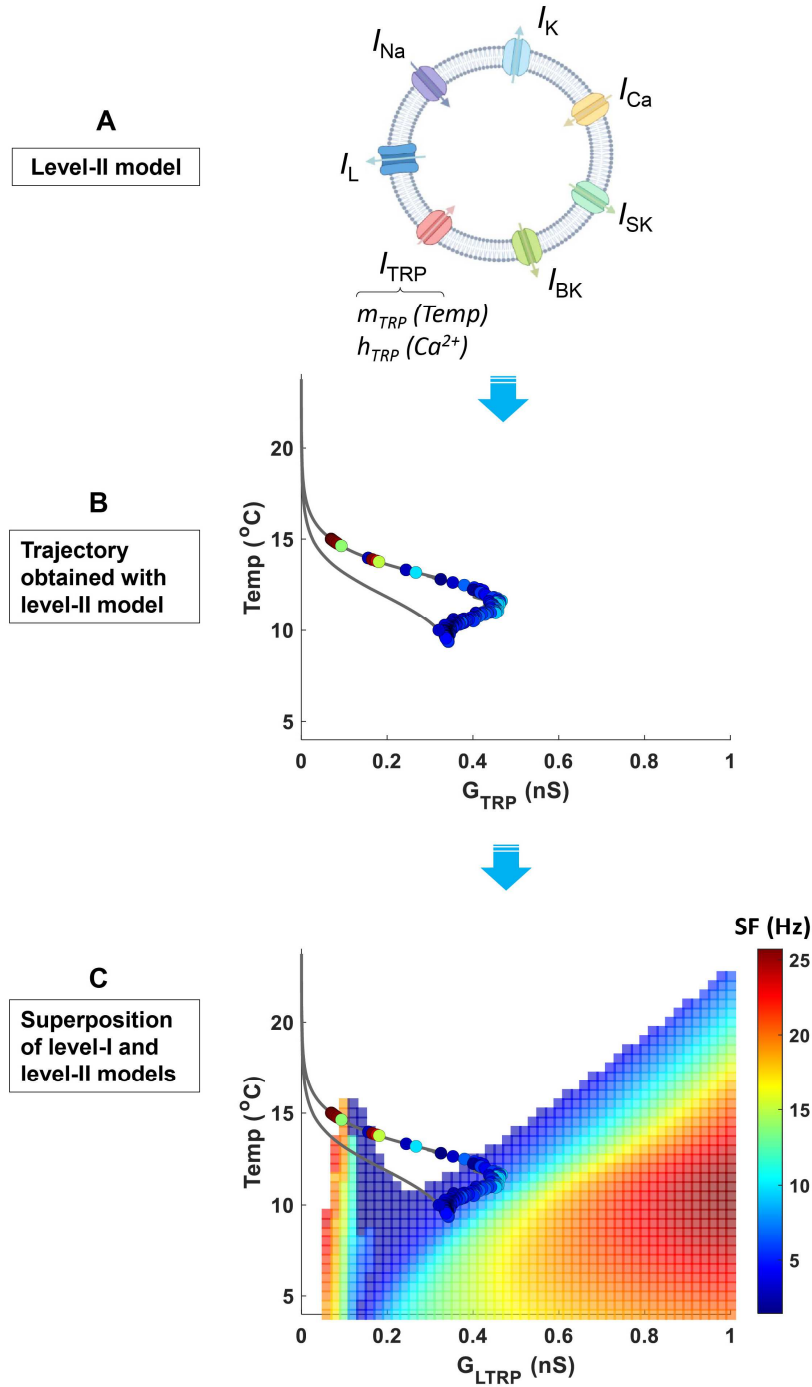 I_K
I_Na
I_Ca
A
Level-II model
I_L
I_SK
I_TRP
I_BK
m_TRP (Temp)
h_TRP (Ca²⁺)
B
Trajectory
obtained with
level-II model
Temp (°C)
20
15
10
5
0 0.2 0.4 0.6 0.8 1
G_TRP (nS)
SF (Hz)
C
Superposition
of level-I and
level-II models
Temp (°C)
20
15
10
5
0 0.2 0.4 0.6 0.8 1
G_LTRP (nS)
25
20
15
10
5